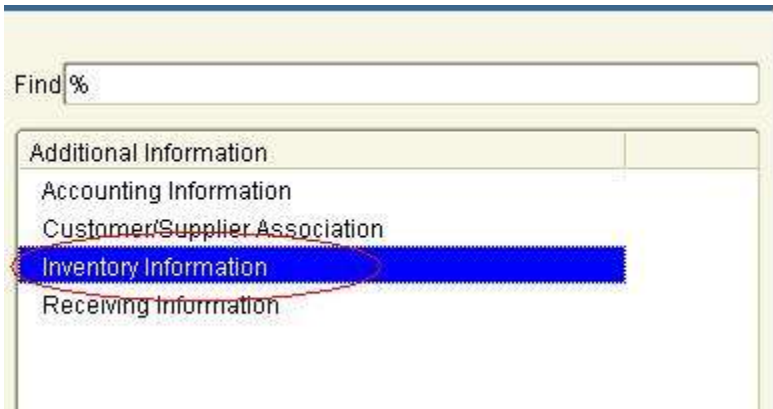 Find %
Additional Information
Accounting Information
Customer/Supplier Association
Inventory Information
Receiving Information